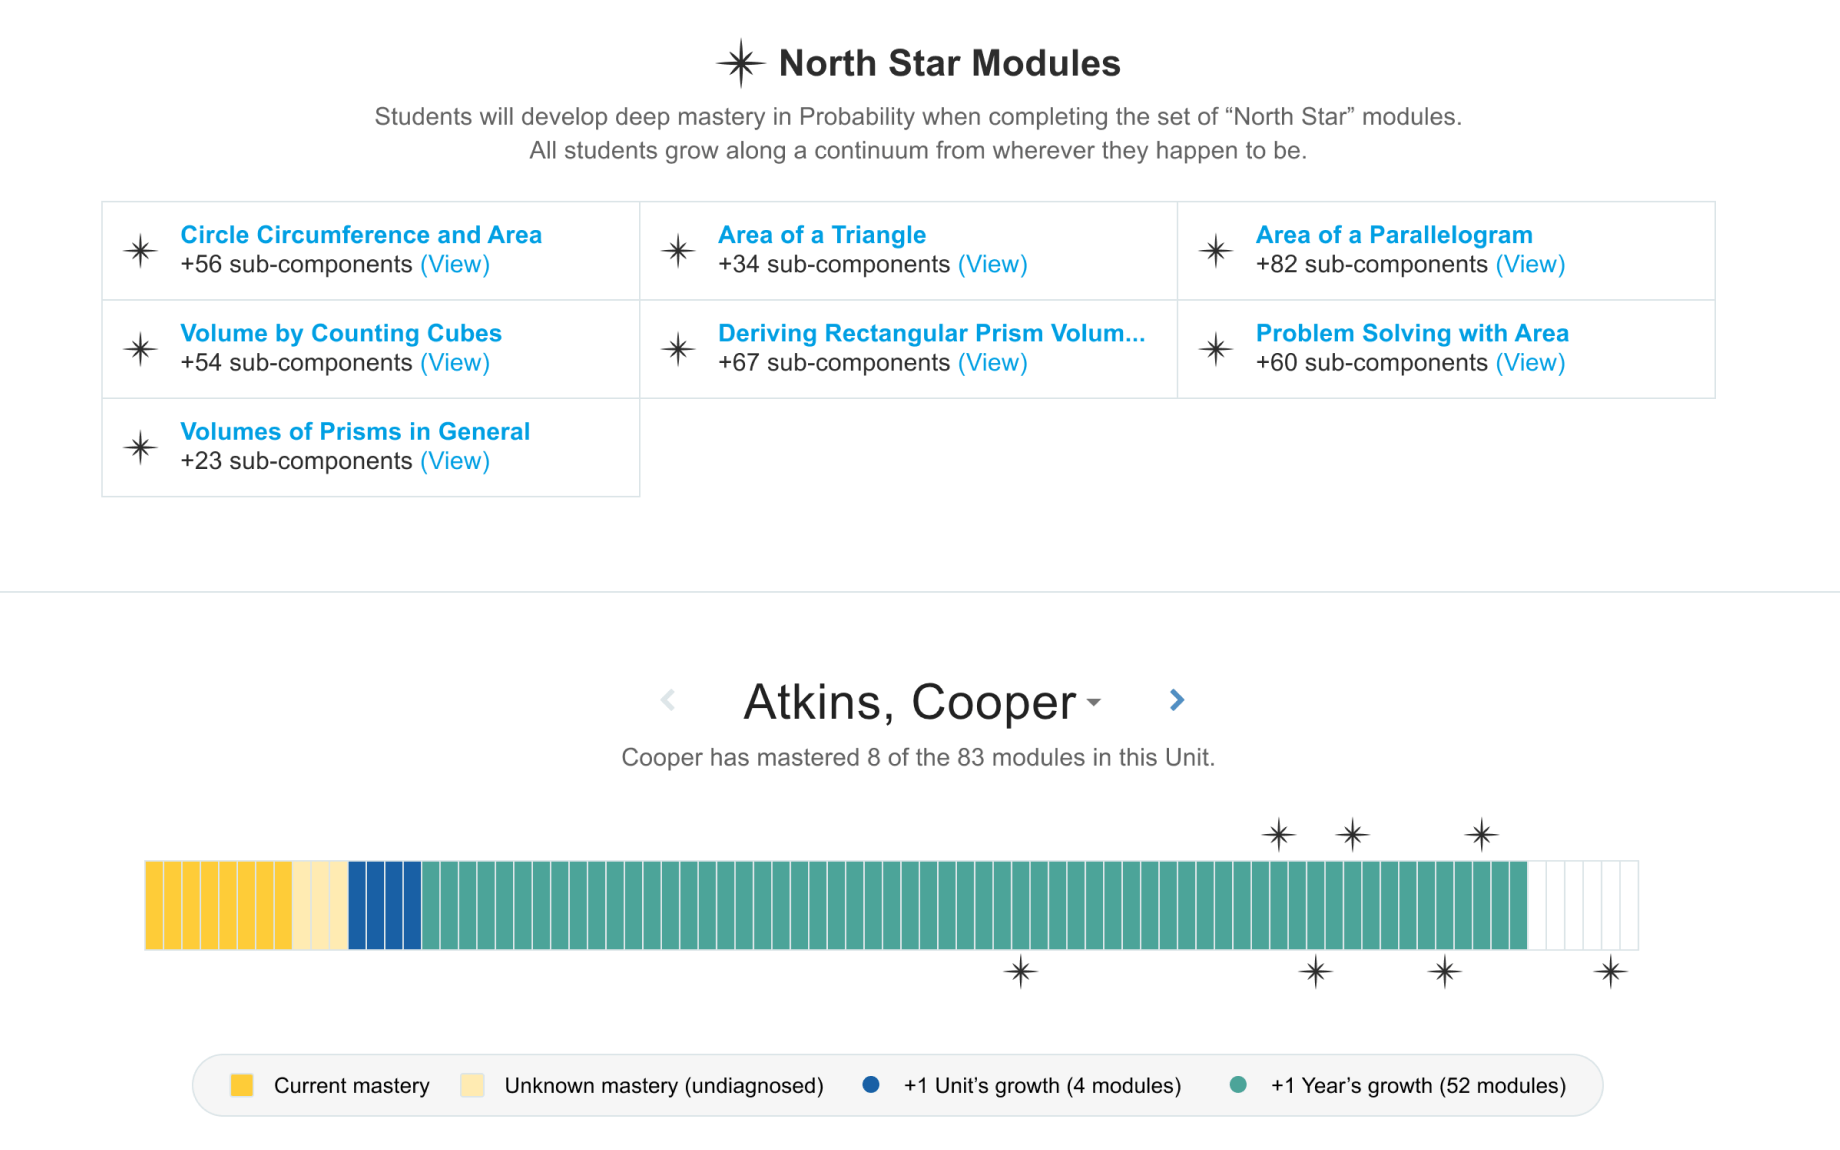 North Star Modules
Students will develop deep mastery in Probability when completing the set of “North Star” modules.
All students grow along a continuum from wherever they happen to be.
Circle Circumference and Area
+56 sub-components (View)
Area of a Triangle
+34 sub-components (View)
Area of a Parallelogram
+82 sub-components (View)
Volume by Counting Cubes
+54 sub-components (View)
Deriving Rectangular Prism Volum...
+67 sub-components (View)
Problem Solving with Area
+60 sub-components (View)
Volumes of Prisms in General
+23 sub-components (View)
Atkins, Cooper
Cooper has mastered 8 of the 83 modules in this Unit.
Current mastery
Unknown mastery (undiagnosed)
+1 Unit’s growth (4 modules)
+1 Year’s growth (52 modules)